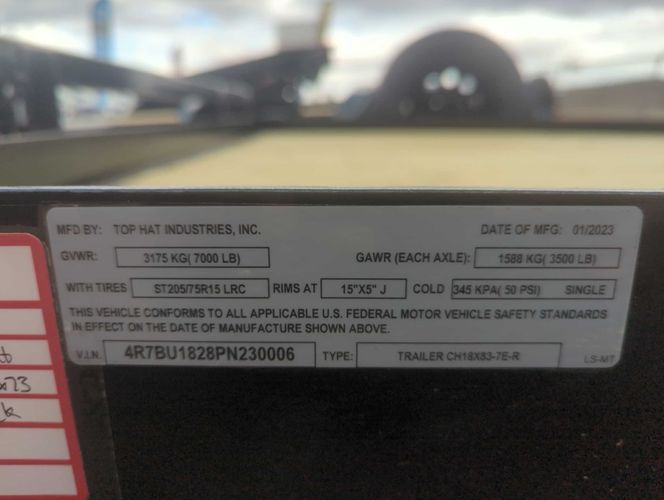 MFD BY: TOP HAT INDUSTRIES, INC. DATE OF MFG: 01/2023
GVWR: 3175 KG( 7000 LB) GAWR (EACH AXLE): 1588 KG( 3500 LB)
WITH TIRES ST205/75R15 LRC RIMS AT 15"X5" J COLD 345 KPA( 50 PSI) SINGLE
THIS VEHICLE CONFORMS TO ALL APPLICABLE U.S. FEDERAL MOTOR VEHICLE SAFETY STANDARDS
IN EFFECT ON THE DATE OF MANUFACTURE SHOWN ABOVE.
V.I.N. 4R7BU1828PN230006 TYPE: TRAILER CH18X83-7E-R LS-MT